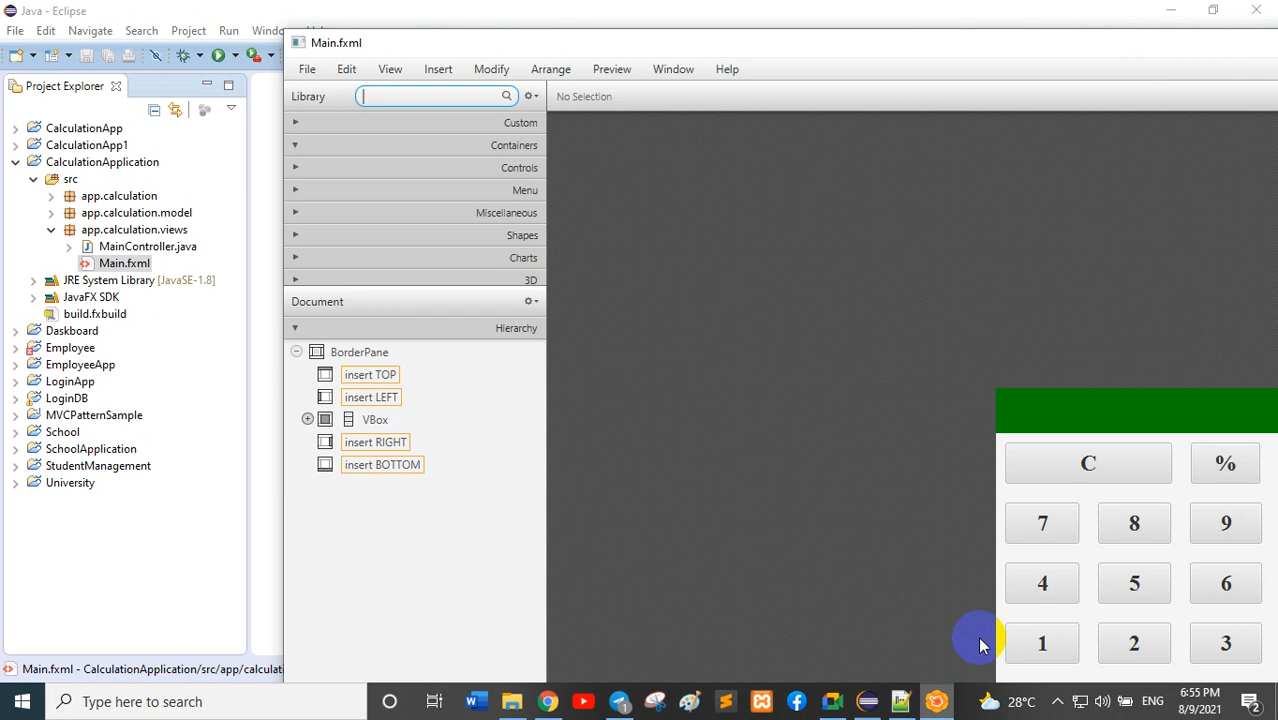 Java - Eclipse
File Edit Navigate Search Project Run Windo
Project Explorer
CalculationApp
CalculationApp1
CalculationApplication
src
app.calculation
app.calculation.model
app.calculation.views
MainController.java
Main.fxml
JRE System Library [JavaSE-1.8]
JavaFX SDK
build.fxbuild
Daskboard
Employee
EmployeeApp
LoginApp
LoginDB
MVCPatternSample
School
SchoolApplication
StudentManagement
University
Main.fxml - CalculationApplication/src/app/calculati
Main.fxml
File Edit View Insert Modify Arrange Preview Window Help
Library
No Selection
Custom
Containers
Controls
Menu
Miscellaneous
Shapes
Charts
3D
Document
Hierarchy
BorderPane
insert TOP
insert LEFT
VBox
insert RIGHT
insert BOTTOM
C %
7 8 9
4 5 6
1 2 3
Type here to search
28°C
ENG
6:55 PM
8/9/2021
2